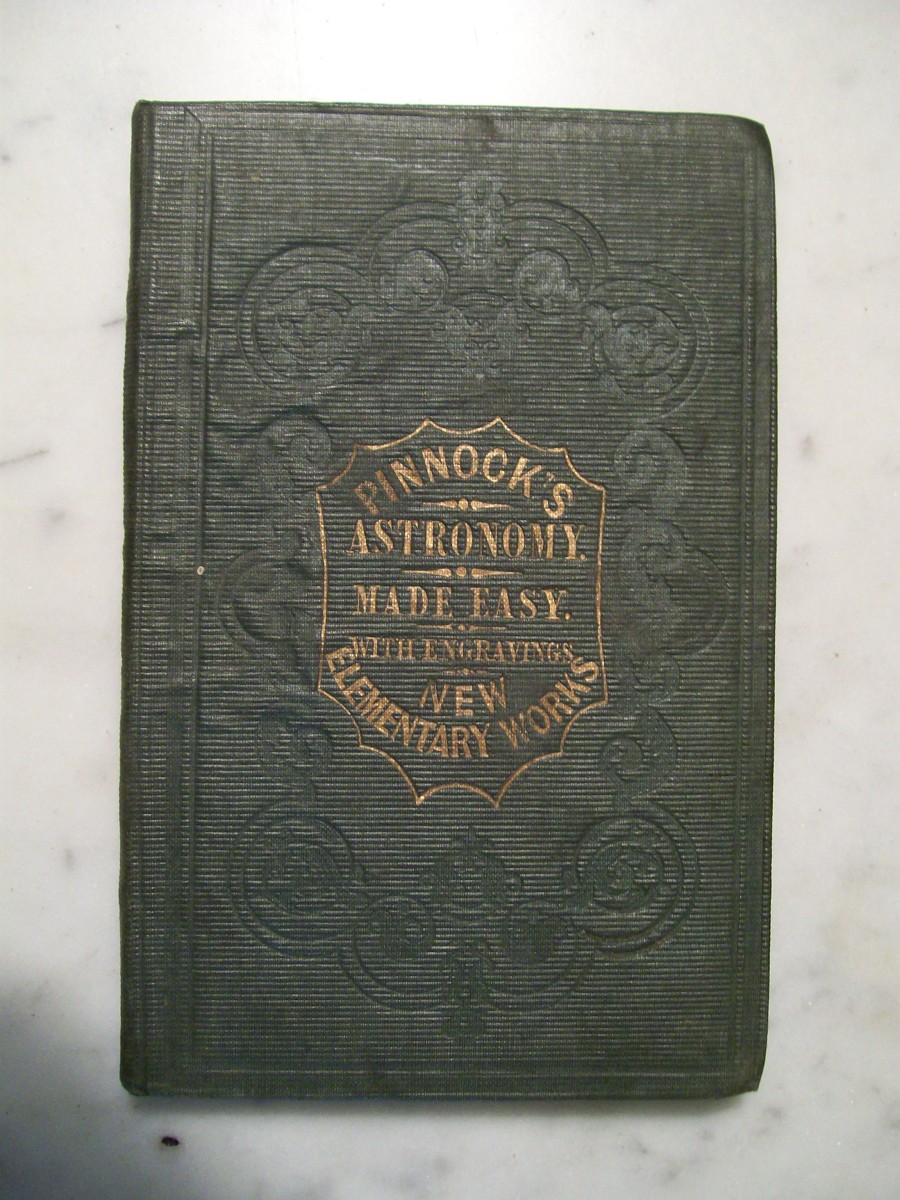 PINNOCK'S
ASTRONOMY.
MADE EASY.
WITH ENGRAVINGS
NEW
ELEMENTARY WORKS